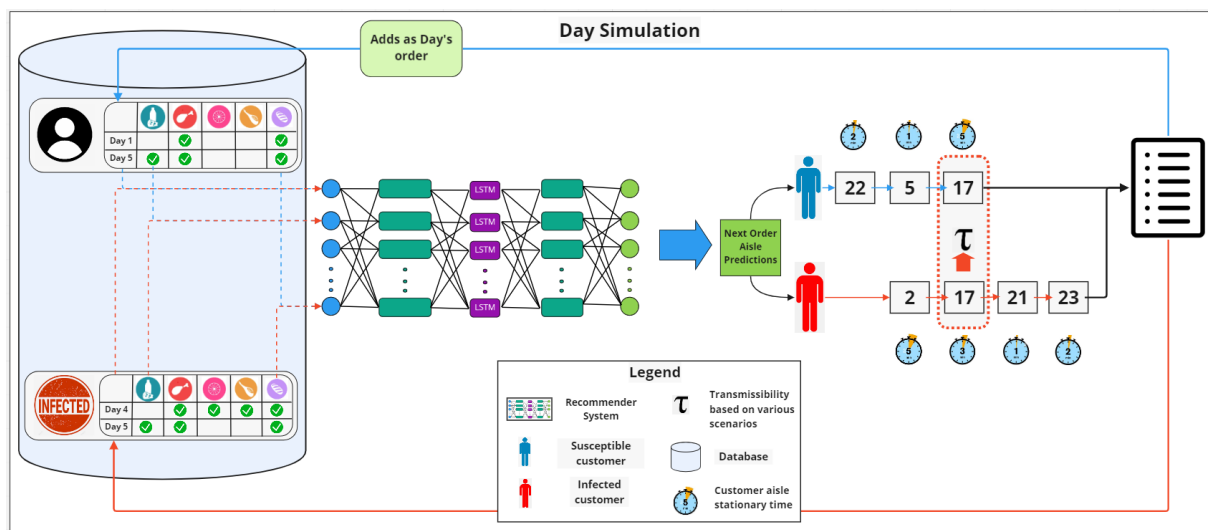 Day Simulation
Adds as Day's
order
Day 1
Day 5
2
1
5
LSTM
LSTM
LSTM
LSTM
22
5
17
Next Order
Aisle
Predictions
τ
2
17
21
23
5
3
1
2
INFECTED
Day 4
Day 5
Legend
Recommender
System
τ
Transmissibility
based on various
scenarios
Susceptible
customer
Database
Infected
customer
5
Customer aisle
stationary time